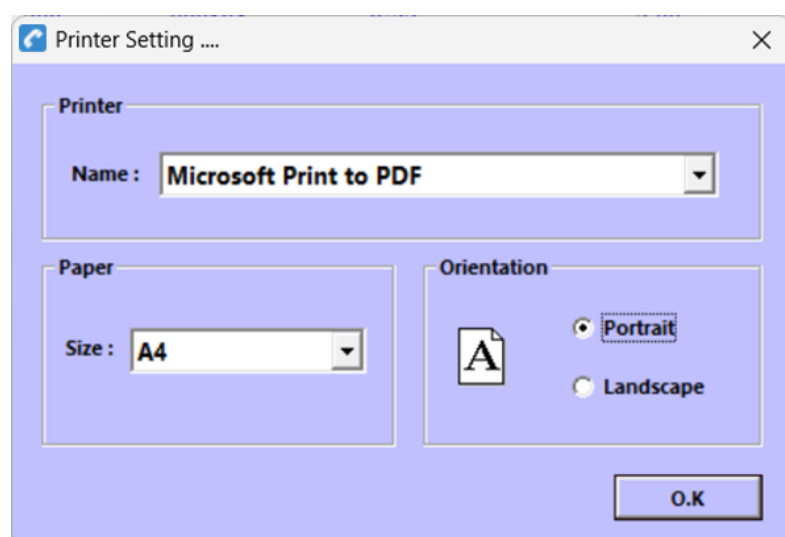 Printer Setting ....
Printer
Name :
Microsoft Print to PDF
Paper
Size :
A4
Orientation
A
Portrait
Landscape
O.K